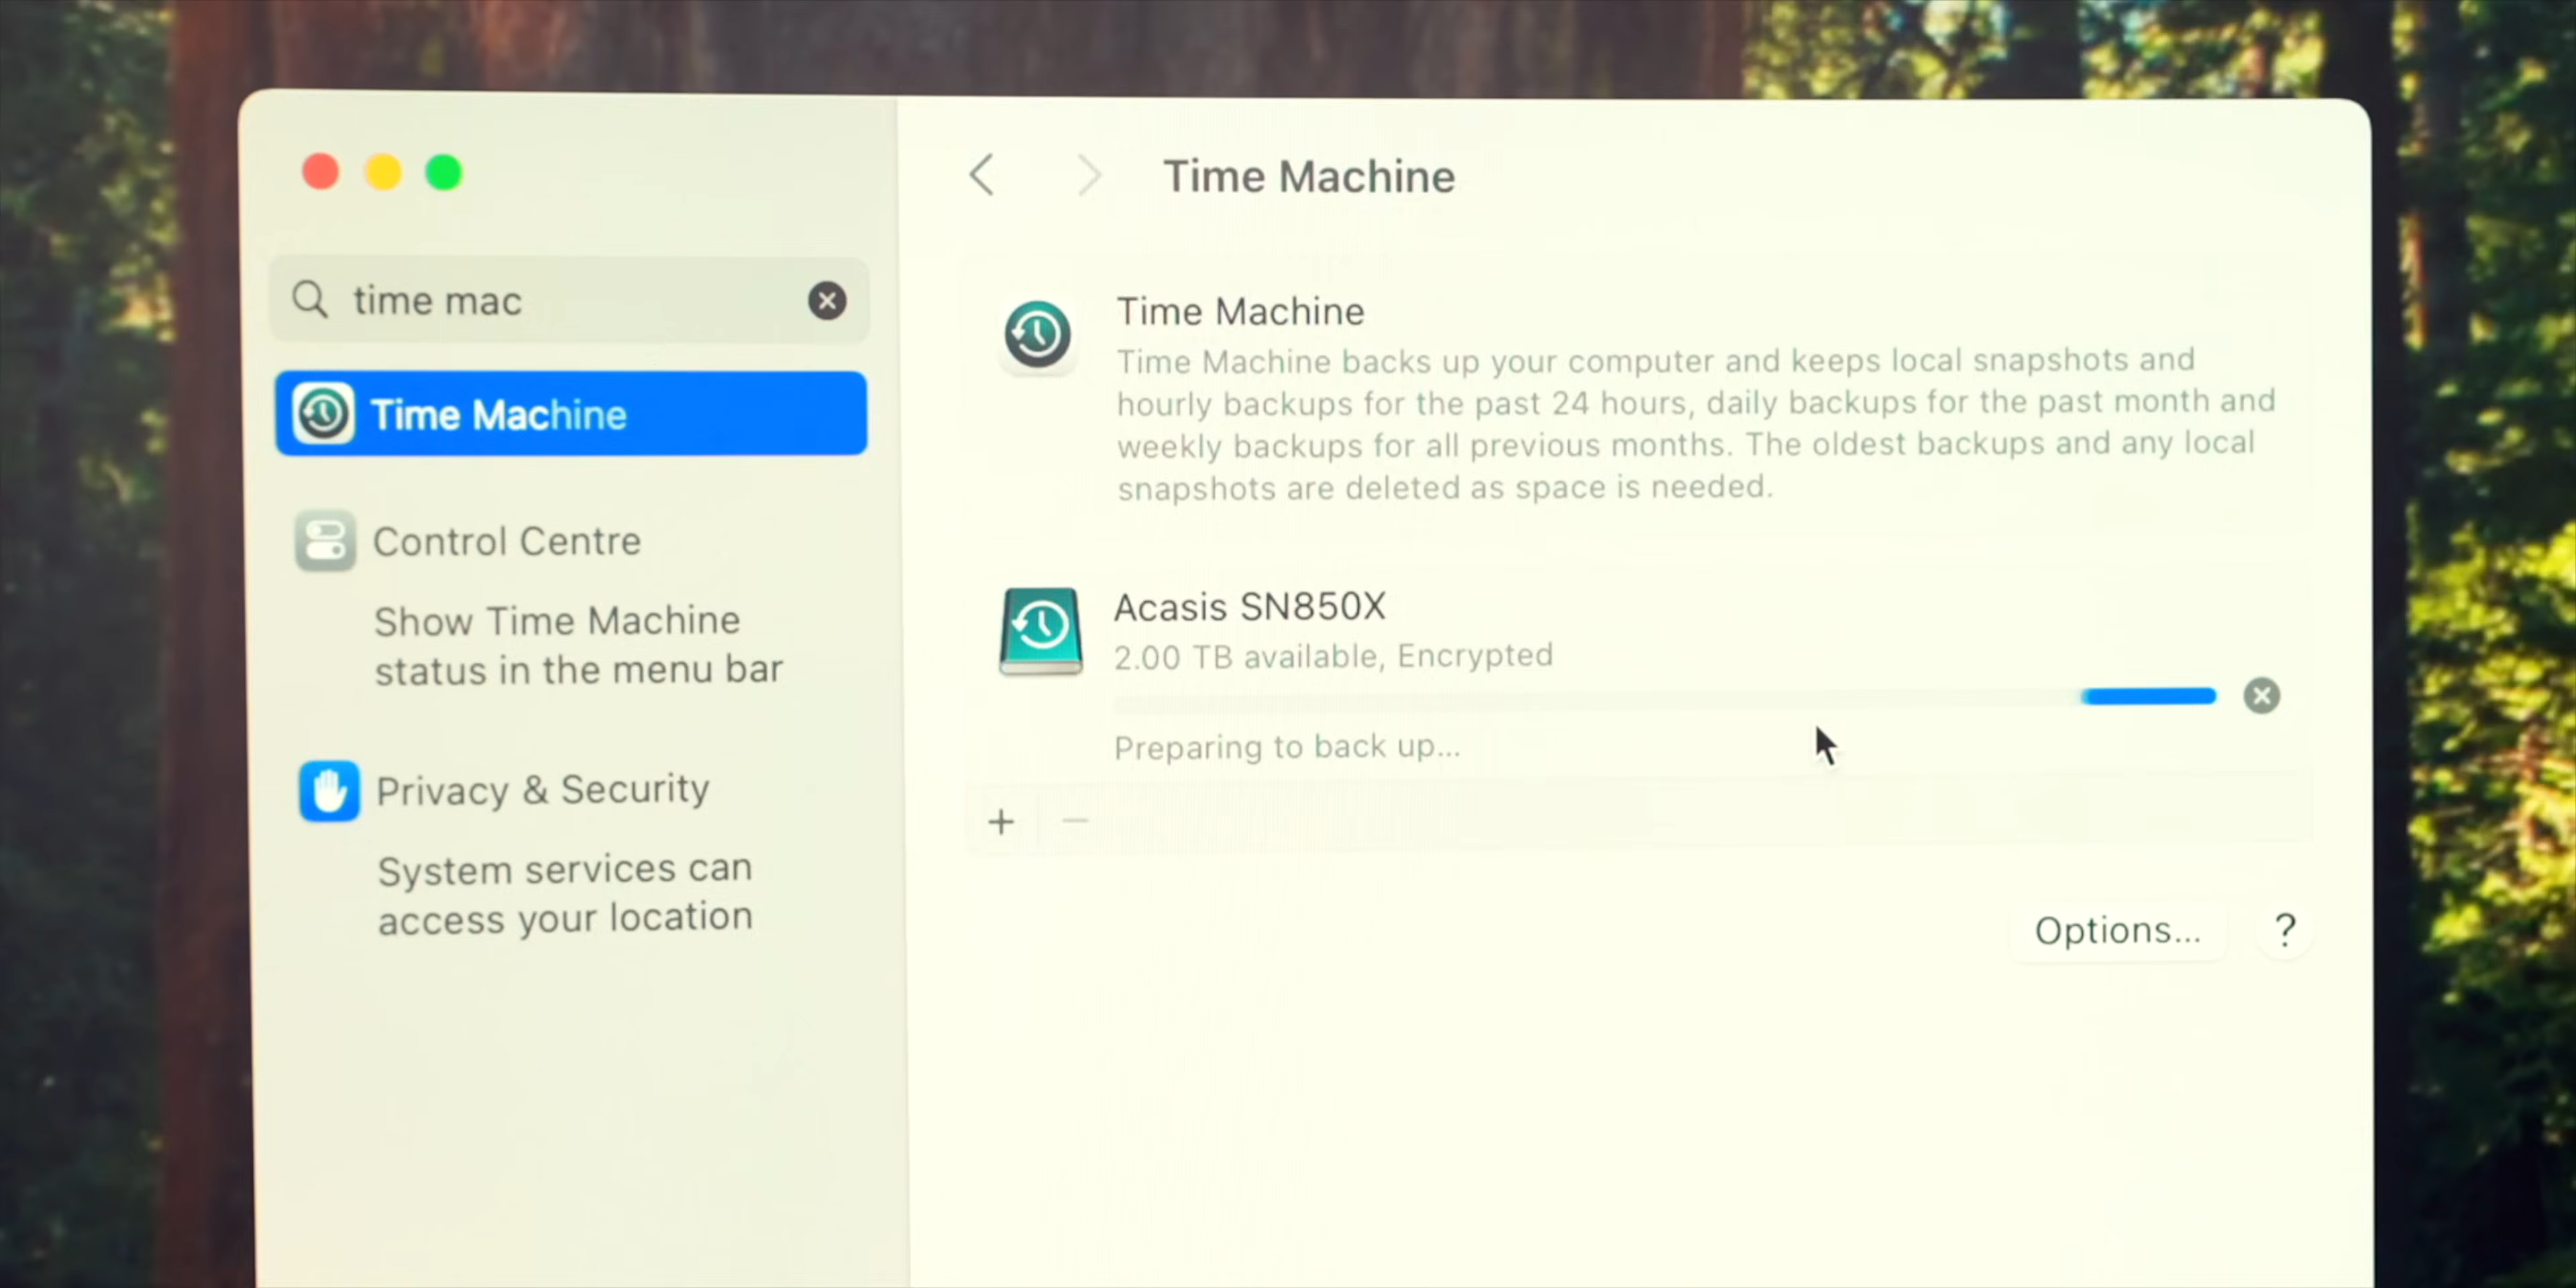 Time Machine
time mac
Time Machine
Control Centre
Show Time Machine
status in the menu bar
Privacy & Security
System services can
access your location
Time Machine
Time Machine backs up your computer and keeps local snapshots and
hourly backups for the past 24 hours, daily backups for the past month and
weekly backups for all previous months. The oldest backups and any local
snapshots are deleted as space is needed.
Acasis SN850X
2.00 TB available, Encrypted
Preparing to back up...
Options...
?